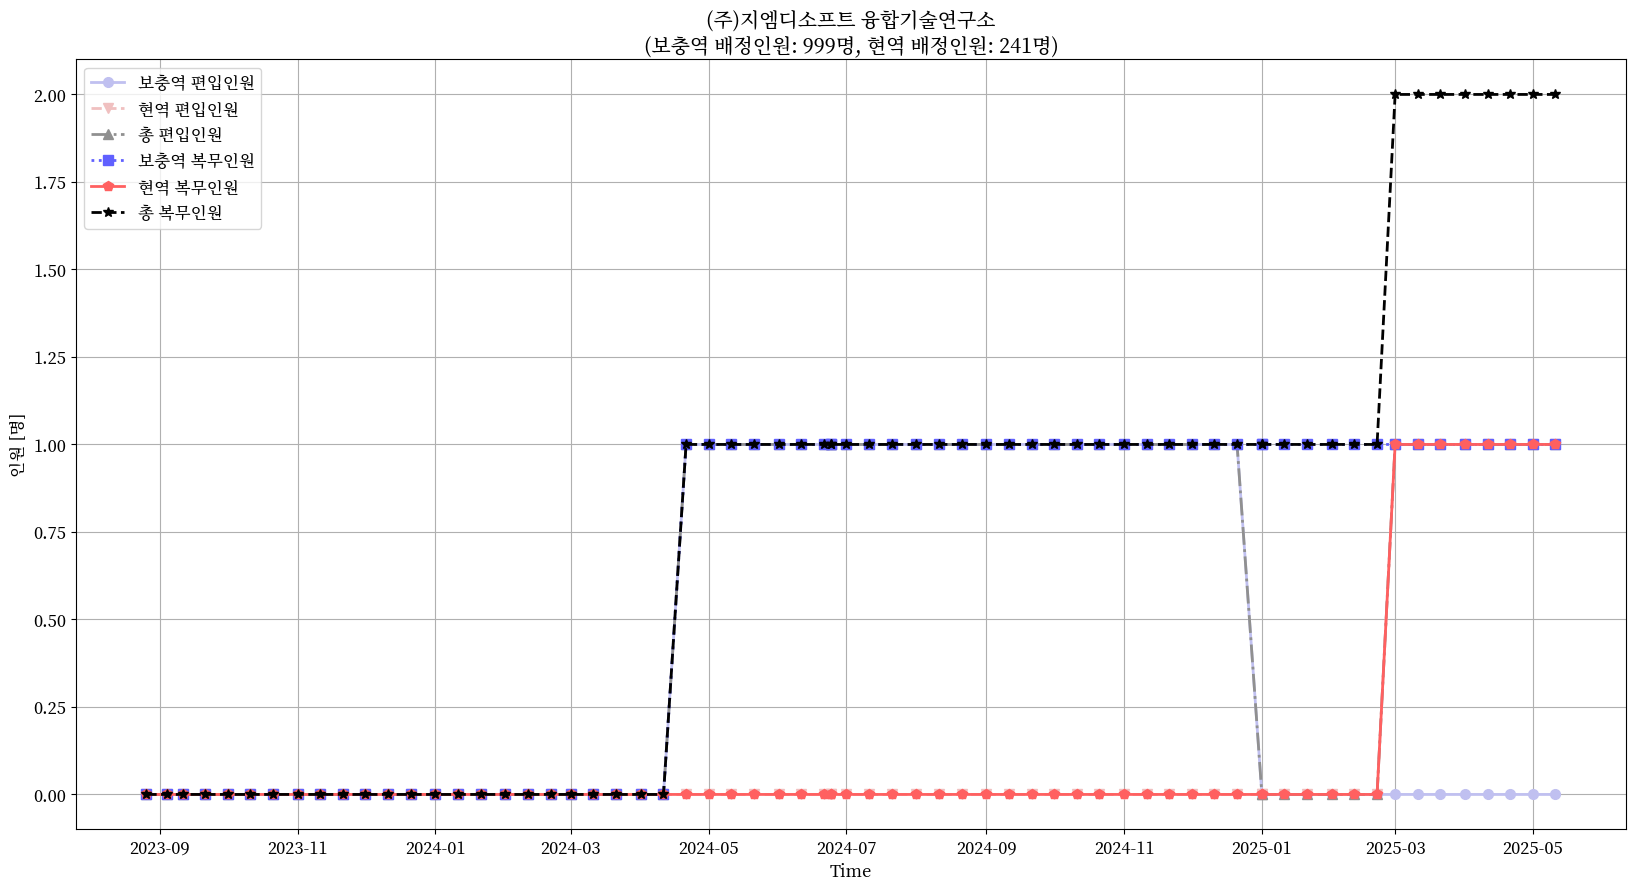 (주)지엠디소프트 융합기술연구소
(보충역 배정인원: 999명, 현역 배정인원: 241명)
보충역 편입인원
현역 편입인원
총 편입인원
보충역 복무인원
현역 복무인원
총 복무인원
2.00
1.75
1.50
1.25
1.00
0.75
0.50
0.25
0.00
인원 [명]
2023-09 2023-11 2024-01 2024-03 2024-05 2024-07 2024-09 2024-11 2025-01 2025-03 2025-05
Time